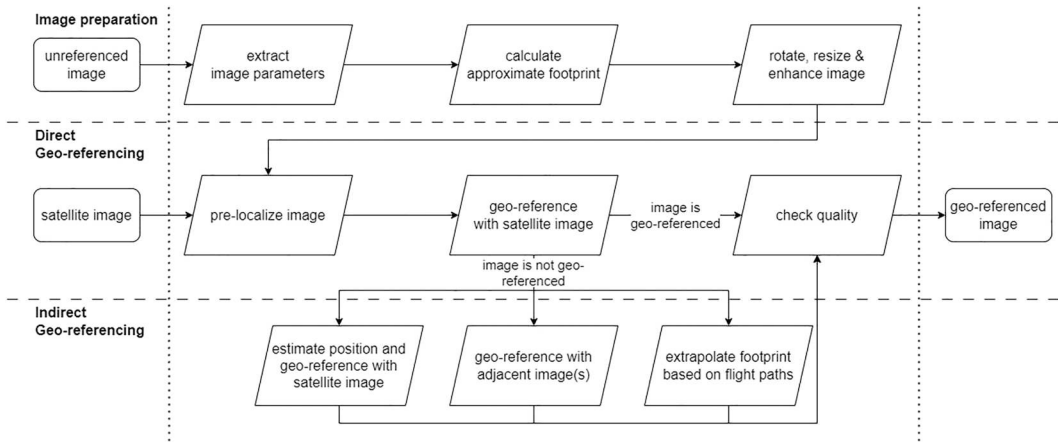 Image preparation
unreferenced
image
extract
image parameters
calculate
approximate footprint
rotate, resize &
enhance image
Direct
Geo-referencing
satellite image
pre-localize image
geo-reference
with satellite image
image is
geo-referenced
check quality
geo-referenced
image
image is not geo-
referenced
Indirect
Geo-referencing
estimate position and
geo-reference with
satellite image
geo-reference with
adjacent image(s)
extrapolate footprint
based on flight paths